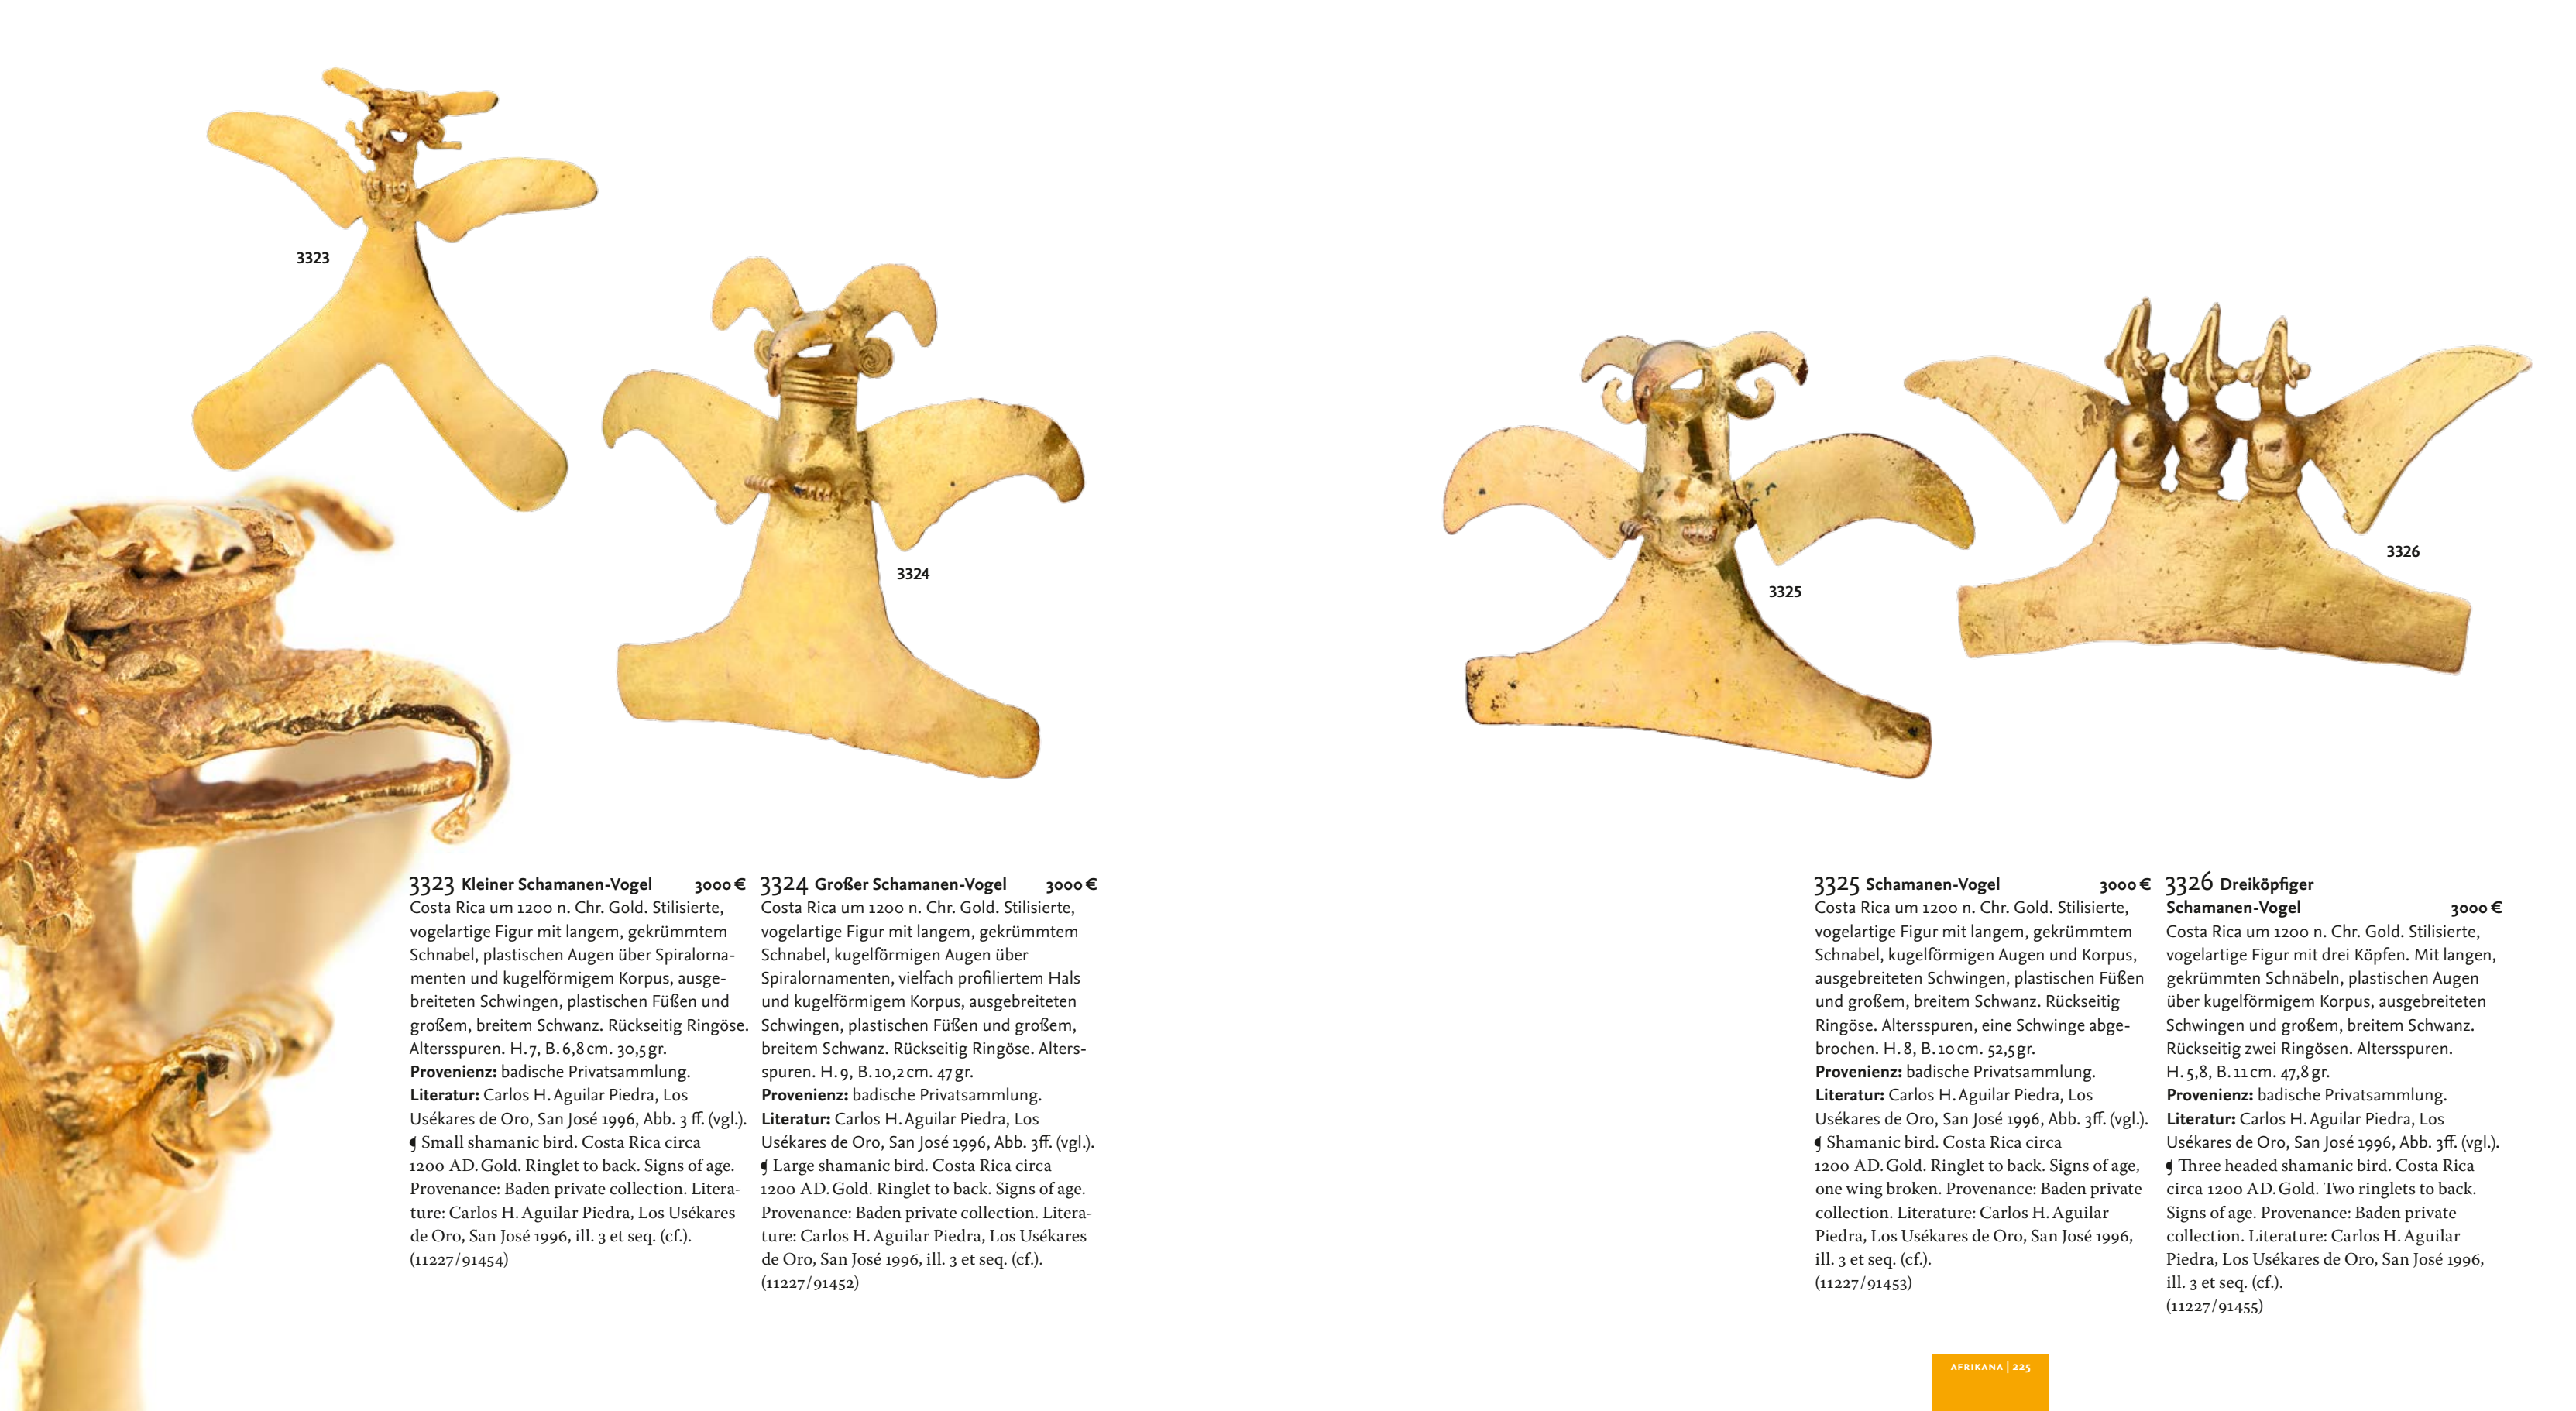 3323
3324
3325
3326
3323 Kleiner Schamanen-Vogel 3000 €
Costa Rica um 1200 n. Chr. Gold. Stilisierte,
vogelartige Figur mit langem, gekrümmtem
Schnabel, plastischen Augen über Spiralorna-
menten und kugelförmigem Korpus, ausge-
breiteten Schwingen, plastischen Füßen und
großem, breitem Schwanz. Rückseitig Ringöse.
Altersspuren. H. 7, B. 6,8 cm. 30,5 gr.
Provenienz: badische Privatsammlung.
Literatur: Carlos H. Aguilar Piedra, Los
Usékares de Oro, San José 1996, Abb. 3 ff. (vgl.).
¶ Small shamanic bird. Costa Rica circa
1200 AD. Gold. Ringlet to back. Signs of age.
Provenance: Baden private collection. Litera-
ture: Carlos H. Aguilar Piedra, Los Usékares
de Oro, San José 1996, ill. 3 et seq. (cf.).
(11227/91454)
3324 Großer Schamanen-Vogel 3000 €
Costa Rica um 1200 n. Chr. Gold. Stilisierte,
vogelartige Figur mit langem, gekrümmtem
Schnabel, kugelförmigen Augen über
Spiralornamenten, vielfach profiliertem Hals
und kugelförmigem Korpus, ausgebreiteten
Schwingen, plastischen Füßen und großem,
breitem Schwanz. Rückseitig Ringöse. Alters-
spuren. H. 9, B. 10,2 cm. 47 gr.
Provenienz: badische Privatsammlung.
Literatur: Carlos H. Aguilar Piedra, Los
Usékares de Oro, San José 1996, Abb. 3ff. (vgl.).
¶ Large shamanic bird. Costa Rica circa
1200 AD. Gold. Ringlet to back. Signs of age.
Provenance: Baden private collection. Litera-
ture: Carlos H. Aguilar Piedra, Los Usékares
de Oro, San José 1996, ill. 3 et seq. (cf.).
(11227/91452)
3325 Schamanen-Vogel 3000 €
Costa Rica um 1200 n. Chr. Gold. Stilisierte,
vogelartige Figur mit langem, gekrümmtem
Schnabel, kugelförmigen Augen und Korpus,
ausgebreiteten Schwingen, plastischen Füßen
und großem, breitem Schwanz. Rückseitig
Ringöse. Altersspuren, eine Schwinge abge-
brochen. H. 8, B. 10 cm. 52,5 gr.
Provenienz: badische Privatsammlung.
Literatur: Carlos H. Aguilar Piedra, Los
Usékares de Oro, San José 1996, Abb. 3ff. (vgl.).
¶ Shamanic bird. Costa Rica circa
1200 AD. Gold. Ringlet to back. Signs of age,
one wing broken. Provenance: Baden private
collection. Literature: Carlos H. Aguilar
Piedra, Los Usékares de Oro, San José 1996,
ill. 3 et seq. (cf.).
(11227/91453)
3326 Dreiköpfiger
Schamanen-Vogel 3000 €
Costa Rica um 1200 n. Chr. Gold. Stilisierte,
vogelartige Figur mit drei Köpfen. Mit langen,
gekrümmten Schnäbeln, plastischen Augen
über kugelförmigem Korpus, ausgebreiteten
Schwingen und großem, breitem Schwanz.
Rückseitig zwei Ringösen. Altersspuren.
H. 5,8, B. 11 cm. 47,8 gr.
Provenienz: badische Privatsammlung.
Literatur: Carlos H. Aguilar Piedra, Los
Usékares de Oro, San José 1996, Abb. 3ff. (vgl.).
¶ Three headed shamanic bird. Costa Rica
circa 1200 AD. Gold. Two ringlets to back.
Signs of age. Provenance: Baden private
collection. Literature: Carlos H. Aguilar
Piedra, Los Usékares de Oro, San José 1996,
ill. 3 et seq. (cf.).
(11227/91455)
AFRIKANA | 225